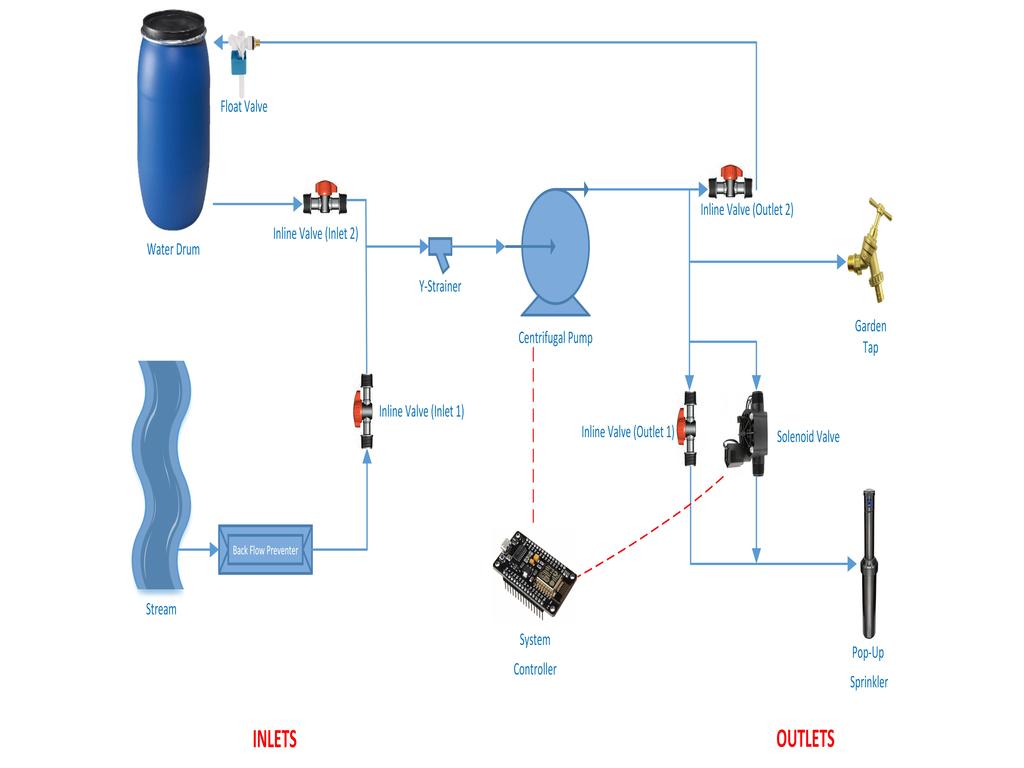 Float Valve
Inline Valve (Outlet 2)
Inline Valve (Inlet 2)
Water Drum
Y-Strainer
Centrifugal Pump
Garden
Tap
Inline Valve (Inlet 1)
Inline Valve (Outlet 1)
Solenoid Valve
Back Flow Preventer
Stream
System
Controller
Pop-Up
Sprinkler
INLETS
OUTLETS